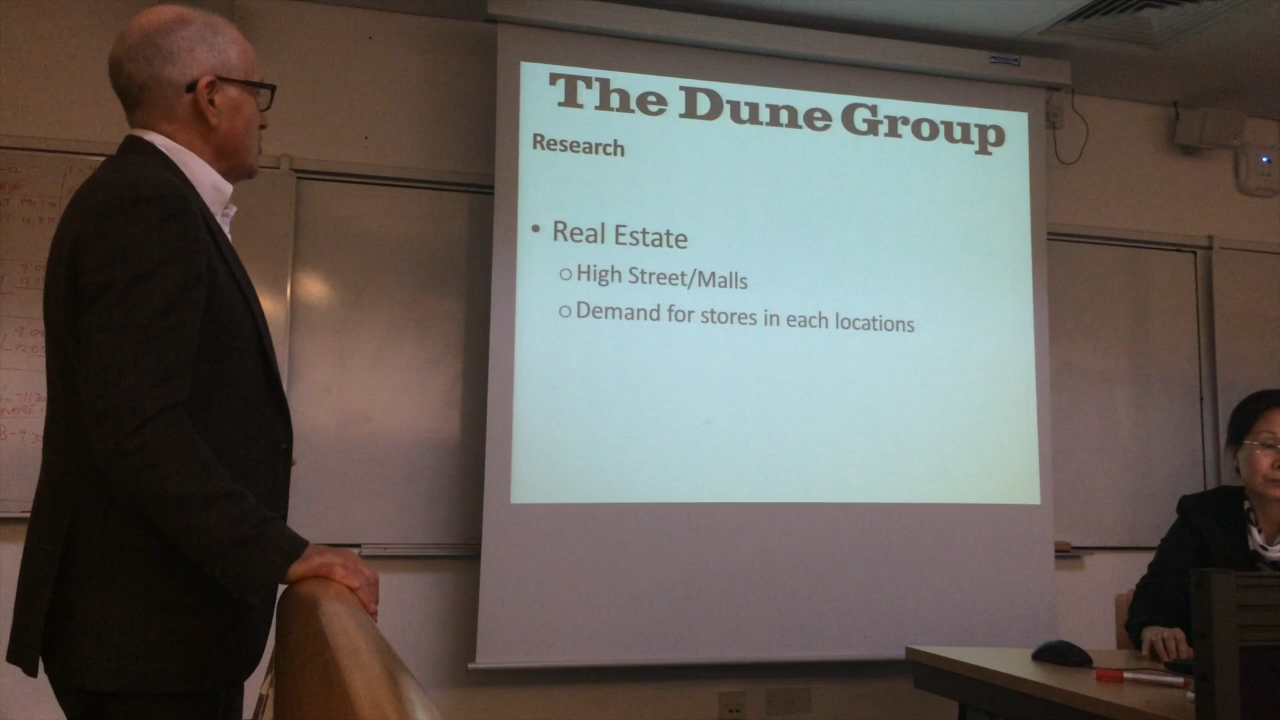 The Dune Group
Research
• Real Estate
○ High Street/Malls
○ Demand for stores in each locations